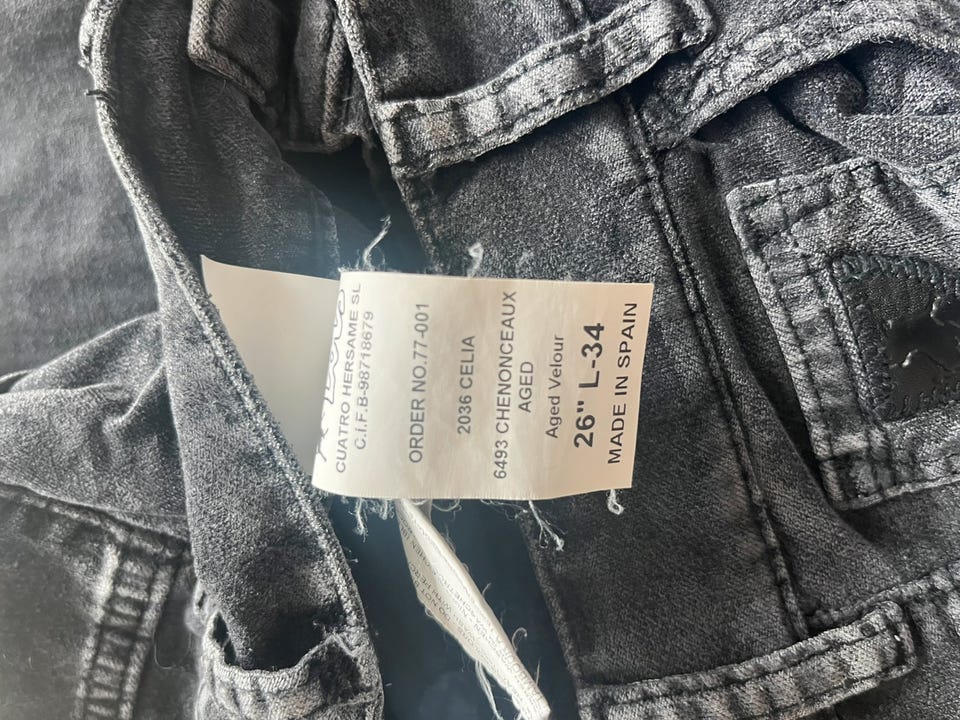 CUATRO HERSAME SL
C.i.F.B-98718679
ORDER NO.77-001
2036 CELIA
6493 CHENONCEAUX
AGED
Aged Velour
26" L-34
MADE IN SPAIN